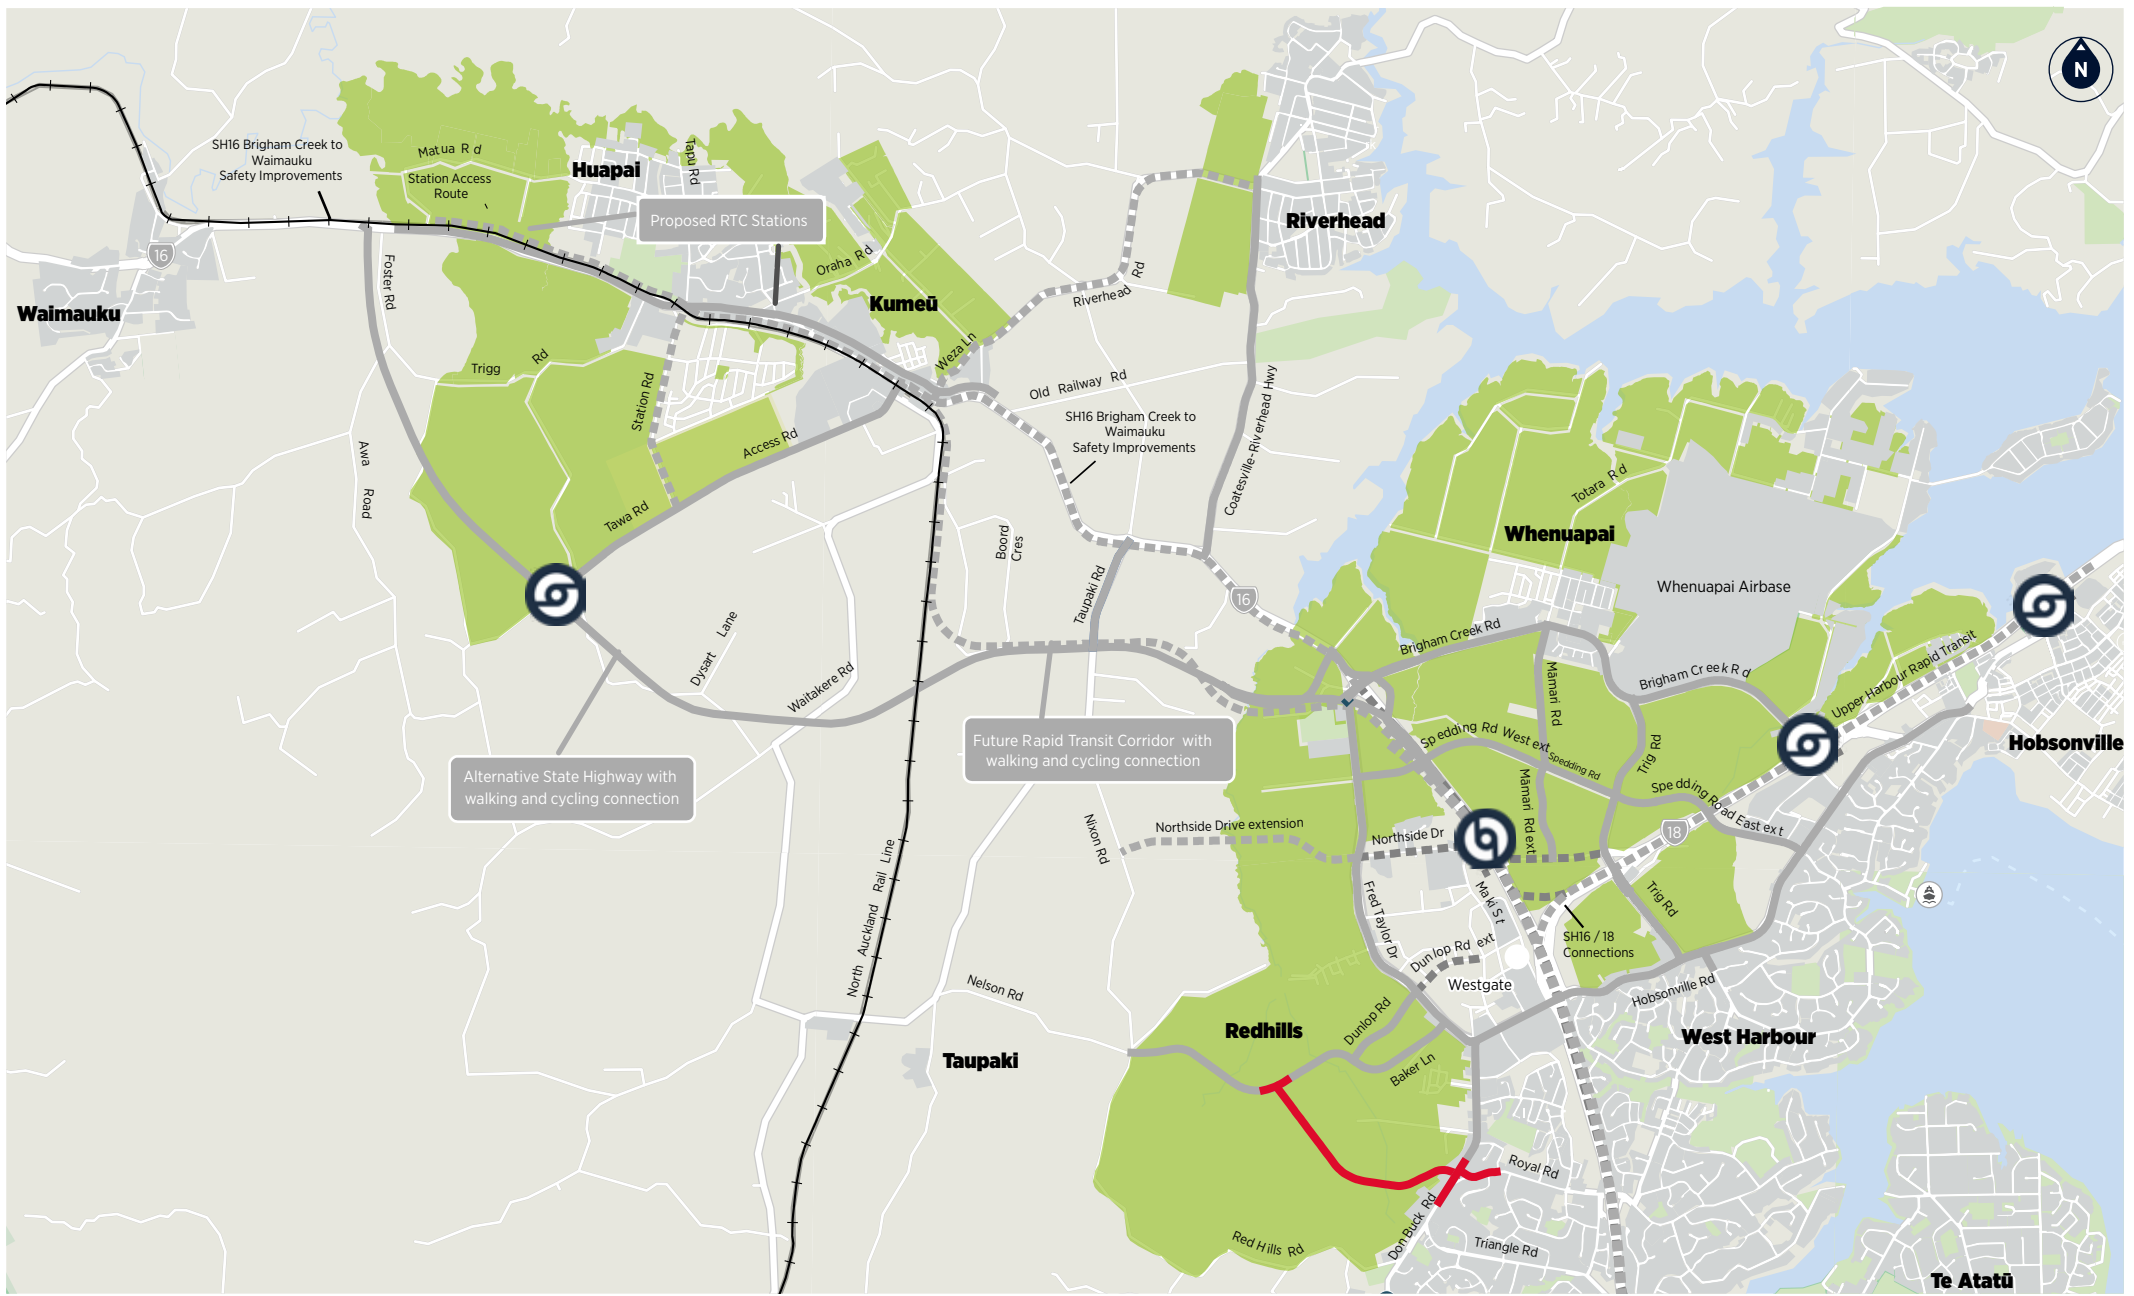 N
SH16 Brigham Creek to
Waimauku
Safety Improvements
Matua Rd
Station Access
Route
Huapai
Tapu Rd
Proposed RTC Stations
Riverhead
16
Waimauku
Foster Rd
Oraha Rd
Kumeū
Riverhead Rd
Weza Ln
Trigg Rd
Station Rd
Old Railway Rd
SH16 Brigham Creek to
Waimauku
Safety Improvements
Coatesville-Riverhead Hwy
Awa Road
Access Rd
Tawa Rd
Boord
Cres
Taupaki Rd
16
Totara Rd
Whenuapai
Whenuapai Airbase
Dysart Lane
Waitakere Rd
Brigham Creek Rd
Brigham Creek Rd
Māmari Rd
Upper Harbour Rapid Transit
Hobsonville
Future Rapid Transit Corridor with
walking and cycling connection
Alternative State Highway with
walking and cycling connection
Spedding Rd West ext
Spedding Rd
Trig Rd
Māmari Rd ext
Spedding Road East ext
18
Nixon Rd
Northside Drive extension
Northside Dr
North Auckland Rail Line
Fred Taylor Dr
Maki St
Trig Rd
SH16 / 18
Connections
Dunlop Rd ext
Westgate
Hobsonville Rd
Nelson Rd
Redhills
Dunlop Rd
Baker Ln
West Harbour
Taupaki
Royal Rd
Don Buck Rd
Red Hills Rd
Triangle Rd
Te Atatū